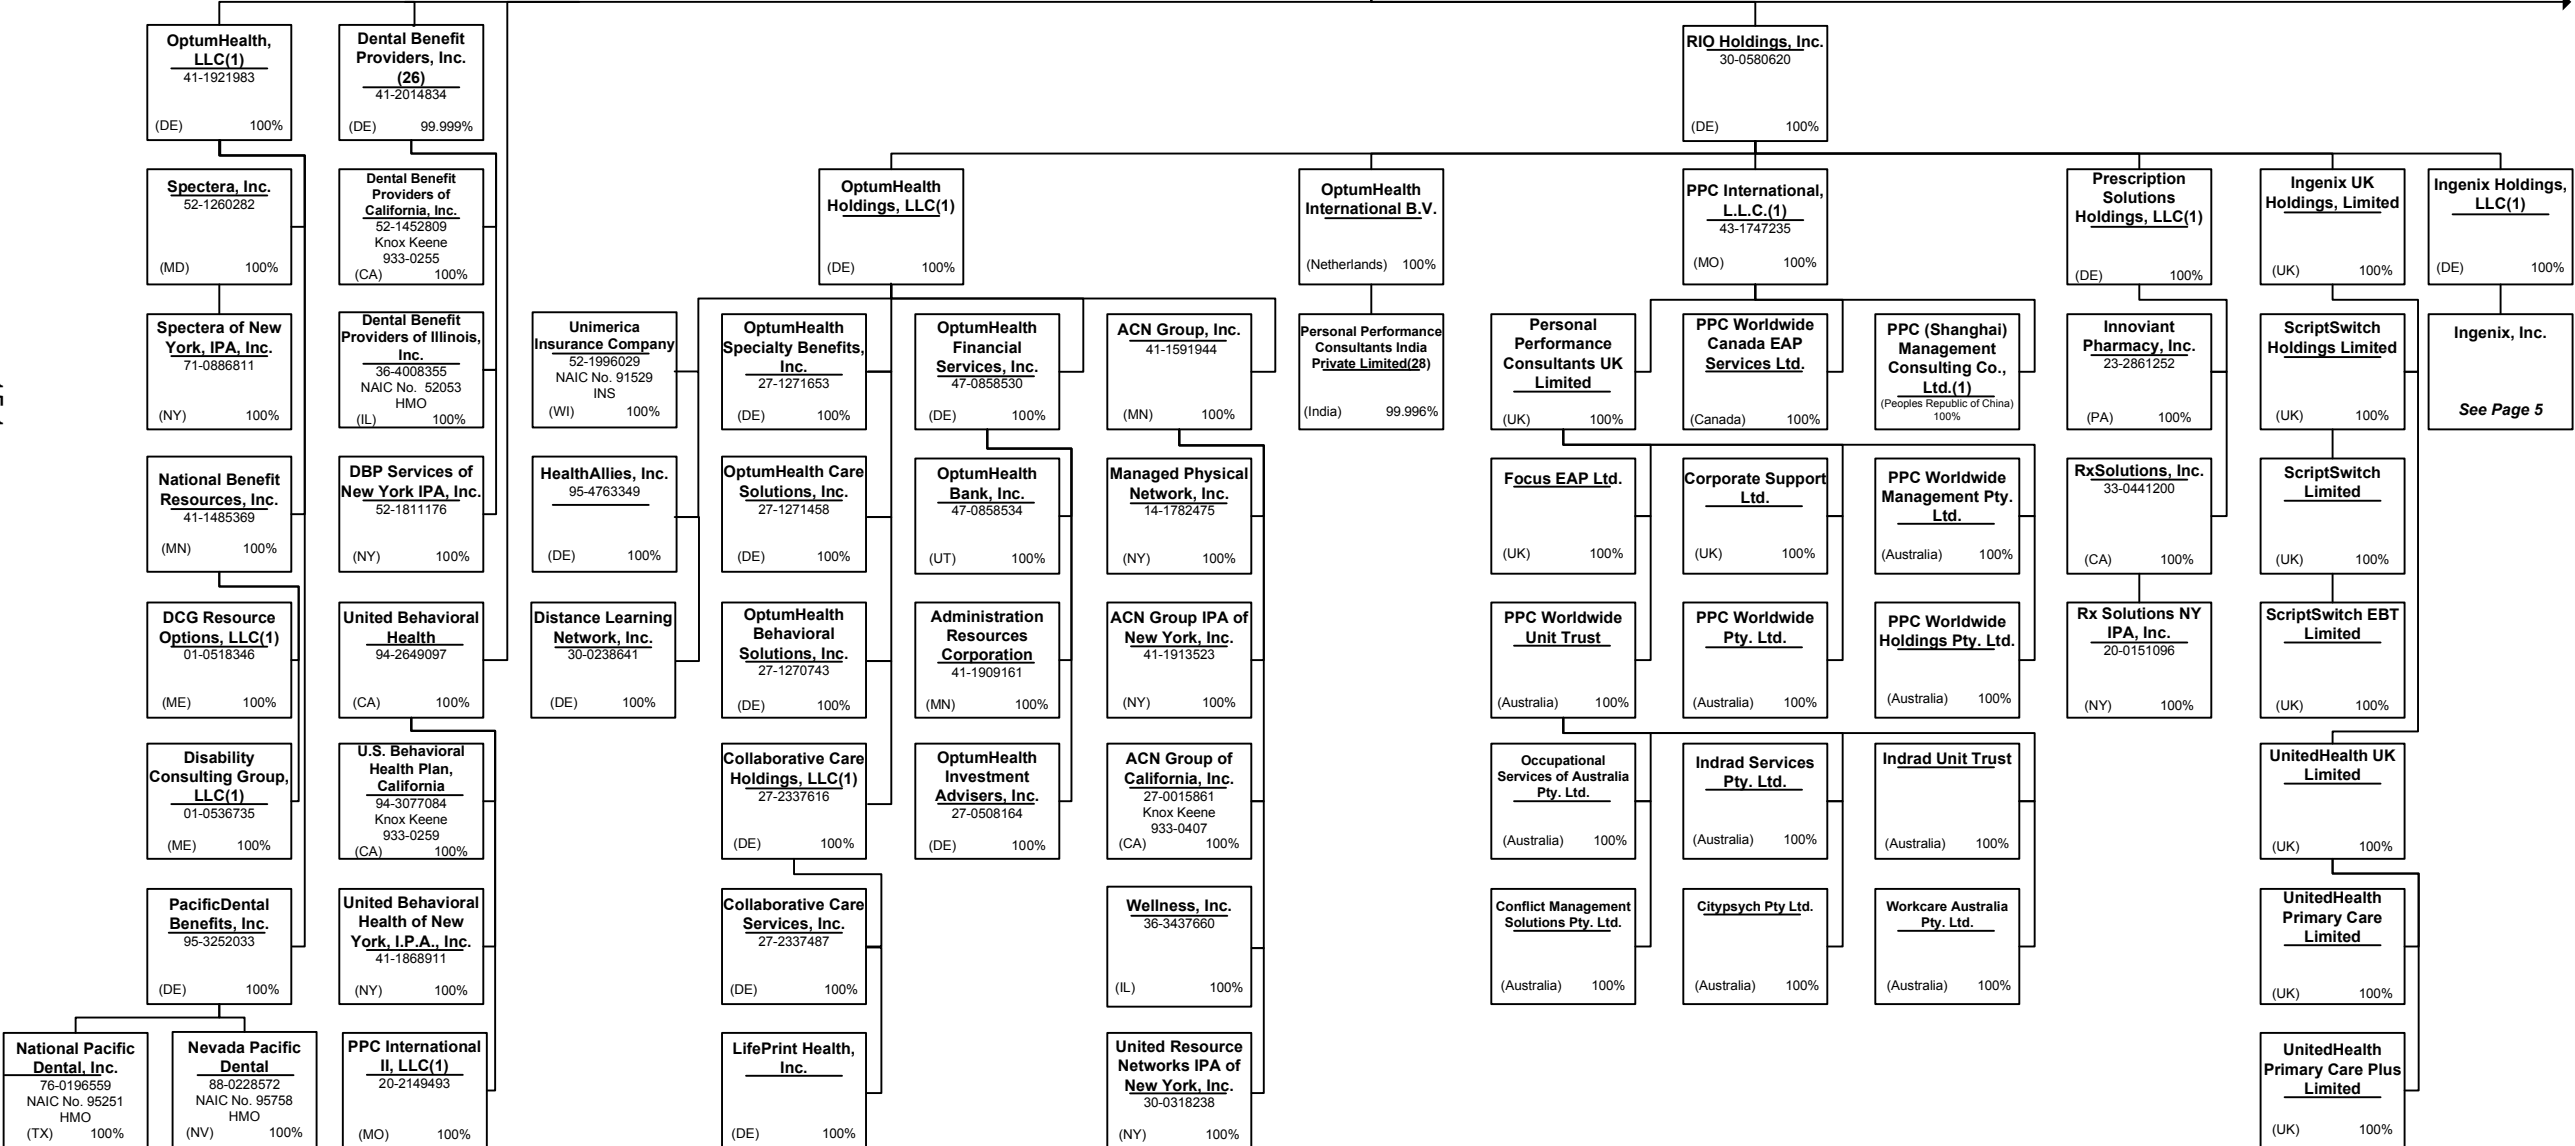 OptumHealth,
LLC(1)
41-1921983
(DE) 100%
Dental Benefit
Providers, Inc.
(26)
41-2014834
(DE) 99.999%
RIO Holdings, Inc.
30-0580620
(DE) 100%
Spectera, Inc.
52-1260282
(MD) 100%
Dental Benefit
Providers of
California, Inc.
52-1452809
Knox Keene
933-0255
(CA) 100%
OptumHealth
Holdings, LLC(1)
(DE) 100%
OptumHealth
International B.V.
(Netherlands) 100%
PPC International,
L.L.C.(1)
43-1747235
(MO) 100%
Prescription
Solutions
Holdings, LLC(1)
(DE) 100%
Ingenix UK
Holdings, Limited
(UK) 100%
Ingenix Holdings,
LLC(1)
(DE) 100%
Spectera of New
York, IPA, Inc.
71-0886811
(NY) 100%
Dental Benefit
Providers of Illinois,
Inc.
36-4008355
NAIC No. 52053
HMO
(IL) 100%
Unimerica
Insurance Company
52-1996029
NAIC No. 91529
INS
(WI) 100%
OptumHealth
Specialty Benefits,
Inc.
27-1271653
(DE) 100%
OptumHealth
Financial
Services, Inc.
47-0858530
(DE) 100%
ACN Group, Inc.
41-1591944
(MN) 100%
Personal Performance
Consultants India
Private Limited(28)
(India) 99.996%
Personal
Performance
Consultants UK
Limited
(UK) 100%
PPC Worldwide
Canada EAP
Services Ltd.
(Canada) 100%
PPC (Shanghai)
Management
Consulting Co.,
Ltd.(1)
(Peoples Republic of China)
100%
Innoviant
Pharmacy, Inc.
23-2861252
(PA) 100%
ScriptSwitch
Holdings Limited
(UK) 100%
Ingenix, Inc.
See Page 5
National Benefit
Resources, Inc.
41-1485369
(MN) 100%
DBP Services of
New York IPA, Inc.
52-1811176
(NY) 100%
HealthAllies, Inc.
95-4763349
(DE) 100%
OptumHealth Care
Solutions, Inc.
27-1271458
(DE) 100%
OptumHealth
Bank, Inc.
47-0858534
(UT) 100%
Managed Physical
Network, Inc.
14-1782475
(NY) 100%
Focus EAP Ltd.
(UK) 100%
Corporate Support
Ltd.
(UK) 100%
PPC Worldwide
Management Pty.
Ltd.
(Australia) 100%
RxSolutions, Inc.
33-0441200
(CA) 100%
ScriptSwitch
Limited
(UK) 100%
DCG Resource
Options, LLC(1)
01-0518346
(ME) 100%
United Behavioral
Health
94-2649097
(CA) 100%
Distance Learning
Network, Inc.
30-0238641
(DE) 100%
OptumHealth
Behavioral
Solutions, Inc.
27-1270743
(DE) 100%
Administration
Resources
Corporation
41-1909161
(MN) 100%
ACN Group IPA of
New York, Inc.
41-1913523
(NY) 100%
PPC Worldwide
Unit Trust
(Australia) 100%
PPC Worldwide
Pty. Ltd.
(Australia) 100%
PPC Worldwide
Holdings Pty. Ltd.
(Australia) 100%
Rx Solutions NY
IPA, Inc.
20-0151096
(NY) 100%
ScriptSwitch EBT
Limited
(UK) 100%
Disability
Consulting Group,
LLC(1)
01-0536735
(ME) 100%
U.S. Behavioral
Health Plan,
California
94-3077084
Knox Keene
933-0259
(CA) 100%
Collaborative Care
Holdings, LLC(1)
27-2337616
(DE) 100%
OptumHealth
Investment
Advisers, Inc.
27-0508164
(DE) 100%
ACN Group of
California, Inc.
27-0015861
Knox Keene
933-0407
(CA) 100%
Occupational
Services of Australia
Pty. Ltd.
(Australia) 100%
Indrad Services
Pty. Ltd.
(Australia) 100%
Indrad Unit Trust
(Australia) 100%
UnitedHealth UK
Limited
(UK) 100%
PacificDental
Benefits, Inc.
95-3252033
(DE) 100%
United Behavioral
Health of New
York, I.P.A., Inc.
41-1868911
(NY) 100%
Collaborative Care
Services, Inc.
27-2337487
(DE) 100%
Wellness, Inc.
36-3437660
(IL) 100%
Conflict Management
Solutions Pty. Ltd.
(Australia) 100%
Citypsych Pty Ltd.
(Australia) 100%
Workcare Australia
Pty. Ltd.
(Australia) 100%
UnitedHealth
Primary Care
Limited
(UK) 100%
National Pacific
Dental, Inc.
76-0196559
NAIC No. 95251
HMO
(TX) 100%
Nevada Pacific
Dental
88-0228572
NAIC No. 95758
HMO
(NV) 100%
PPC International
II, LLC(1)
20-2149493
(MO) 100%
LifePrint Health,
Inc.
(DE) 100%
United Resource
Networks IPA of
New York, Inc.
30-0318238
(NY) 100%
UnitedHealth
Primary Care Plus
Limited
(UK) 100%